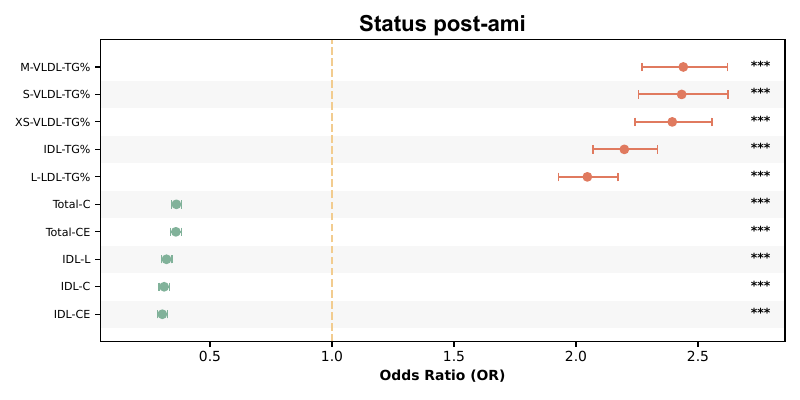 Status post-ami
M-VLDL-TG% ***
S-VLDL-TG% ***
XS-VLDL-TG% ***
IDL-TG% ***
L-LDL-TG% ***
Total-C ***
Total-CE ***
IDL-L ***
IDL-C ***
IDL-CE ***
0.5 1.0 1.5 2.0 2.5
Odds Ratio (OR)